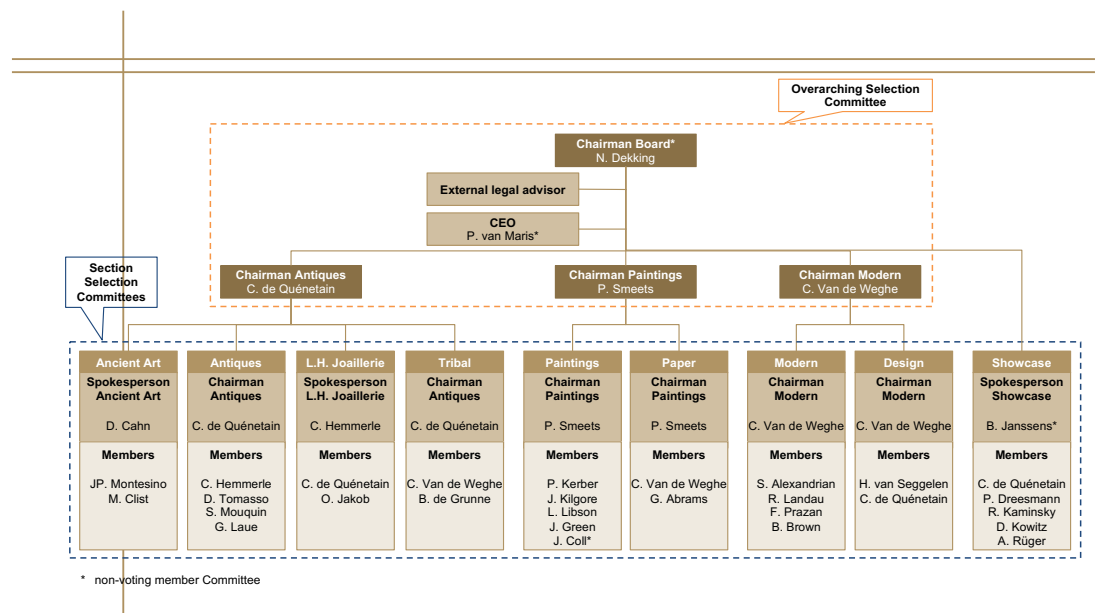 Overarching Selection
Committee
Chairman Board*
N. Dekking
External legal advisor
CEO
P. van Maris*
Section
Selection
Committees
Chairman Antiques
C. de Quénetain
Chairman Paintings
P. Smeets
Chairman Modern
C. Van de Weghe
Ancient Art
Spokesperson
Ancient Art
D. Cahn
Members
JP. Montesino
M. Clist
Antiques
Chairman
Antiques
C. de Quénetain
Members
C. Hemmerle
D. Tomasso
S. Mouquin
G. Laue
L.H. Joaillerie
Spokesperson
L.H. Joaillerie
C. Hemmerle
Members
C. de Quénetain
O. Jakob
Tribal
Chairman
Antiques
C. de Quénetain
Members
C. Van de Weghe
B. de Grunne
Paintings
Chairman
Paintings
P. Smeets
Members
P. Kerber
J. Kilgore
L. Libson
J. Green
J. Coll*
Paper
Chairman
Paintings
P. Smeets
Members
C. Van de Weghe
G. Abrams
Modern
Chairman
Modern
C. Van de Weghe
Members
S. Alexandrian
R. Landau
F. Prazan
B. Brown
Design
Chairman
Modern
C. Van de Weghe
Members
H. van Seggelen
C. de Quénetain
Showcase
Spokesperson
Showcase
B. Janssens*
Members
C. de Quénetain
P. Dreesmann
R. Kaminsky
D. Kowitz
A. Rüger
* non-voting member Committee